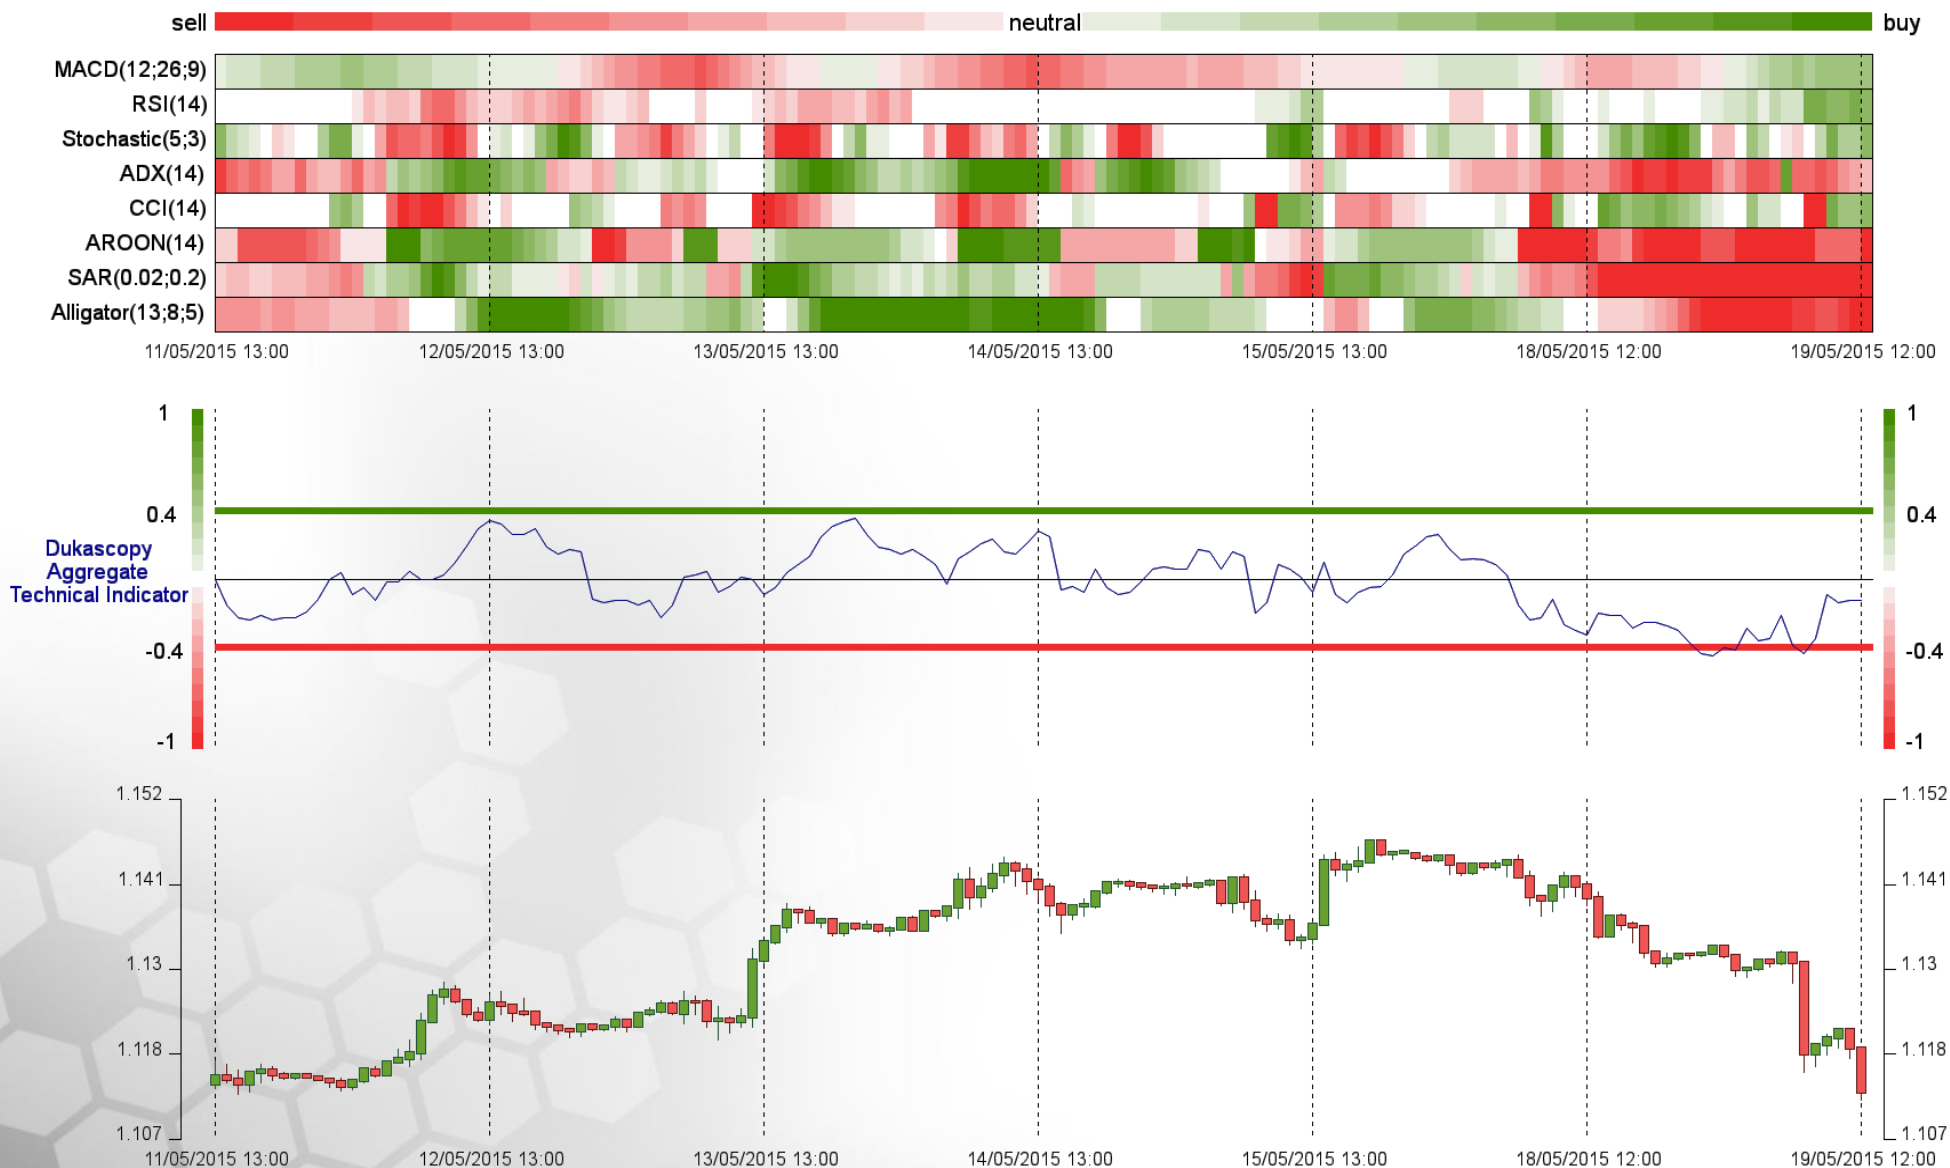 sell neutral buy
MACD(12;26;9)
RSI(14)
Stochastic(5;3)
ADX(14)
CCI(14)
AROON(14)
SAR(0.02;0.2)
Alligator(13;8;5)
11/05/2015 13:00 12/05/2015 13:00 13/05/2015 13:00 14/05/2015 13:00 15/05/2015 13:00 18/05/2015 12:00 19/05/2015 12:00
1 1
0.4 0.4
Dukascopy
Aggregate
Technical Indicator
-0.4 -0.4
-1 -1
1.152 1.152
1.141 1.141
1.13 1.13
1.118 1.118
1.107 1.107
11/05/2015 13:00 12/05/2015 13:00 13/05/2015 13:00 14/05/2015 13:00 15/05/2015 13:00 18/05/2015 12:00 19/05/2015 12:00